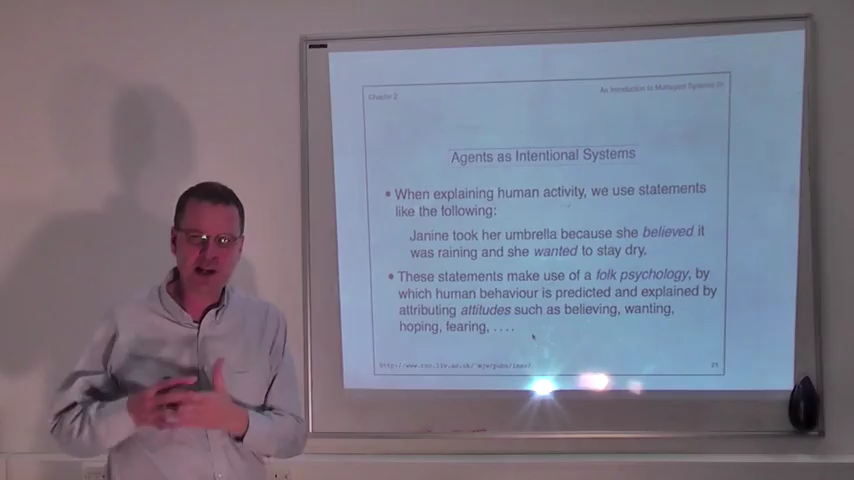 Chapter 2
An Introduction to Multiagent Systems
Agents as Intentional Systems
• When explaining human activity, we use statements
like the following:
Janine took her umbrella because she believed it
was raining and she wanted to stay dry.
• These statements make use of a folk psychology, by
which human behaviour is predicted and explained by
attributing attitudes such as believing, wanting,
hoping, fearing, . . . .